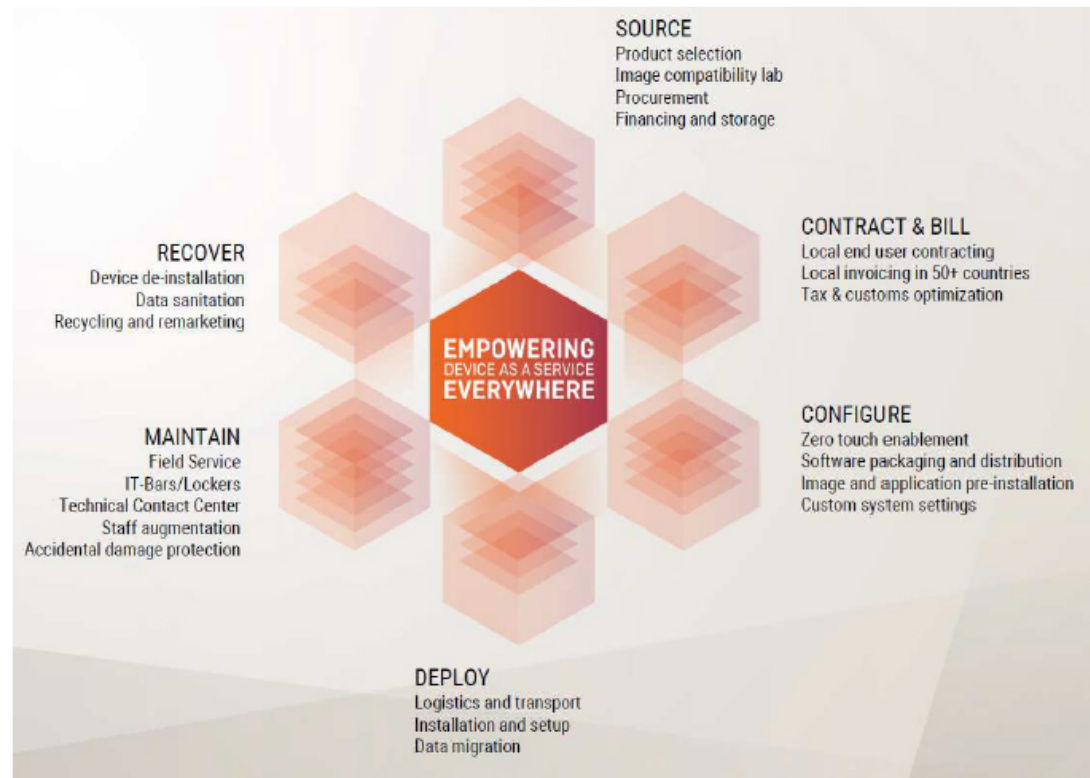 SOURCE
Product selection
Image compatibility lab
Procurement
Financing and storage
CONTRACT & BILL
Local end user contracting
Local invoicing in 50+ countries
Tax & customs optimization
CONFIGURE
Zero touch enablement
Software packaging and distribution
Image and application pre-installation
Custom system settings
DEPLOY
Logistics and transport
Installation and setup
Data migration
MAINTAIN
Field Service
IT-Bars/Lockers
Technical Contact Center
Staff augmentation
Accidental damage protection
RECOVER
Device de-installation
Data sanitation
Recycling and remarketing
EMPOWERING
DEVICE AS A SERVICE
EVERYWHERE